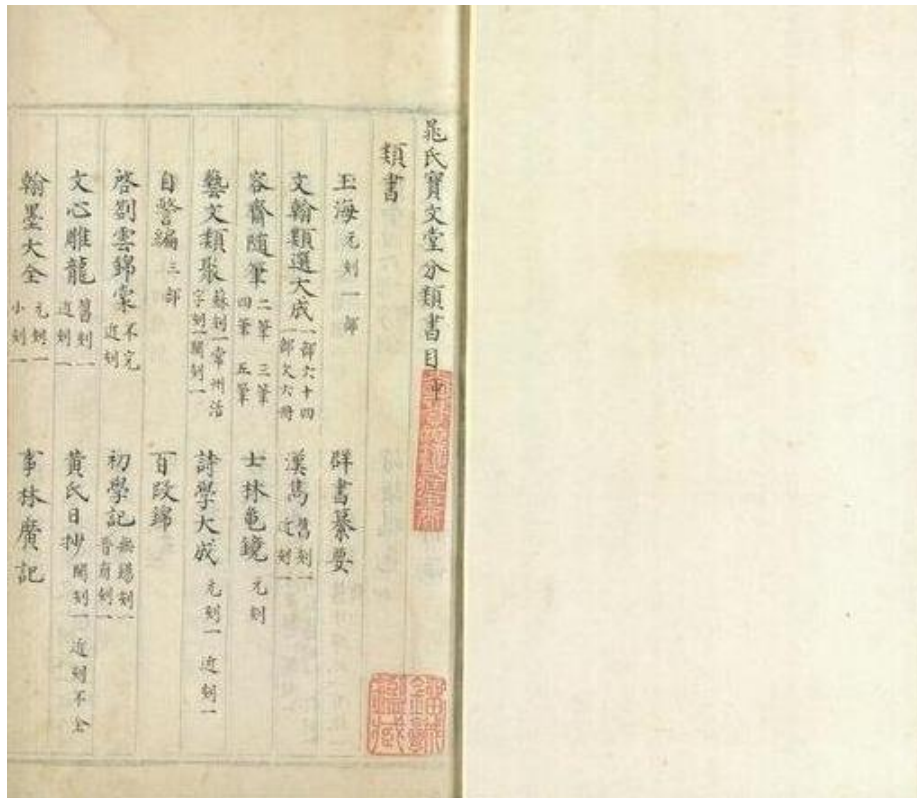 晁氏寶文堂分類書目中
類書
玉海 元刻一部 群書纂要
文翰類選大成 一部六十四 一部欠六冊 漢雋 舊刻一 近刻一
容齋隨筆 二筆 三筆 四筆 五筆 士林龜鏡 元刻
藝文類聚 蘇刻一常州活字刻一閩刻一 詩學大成 元刻一 近刻一
自警編 三部 百段錦
啓劄雲錦裳 不完 近刻 初學記 無錫刻一 晉府刻一
文心雕龍 舊刻一 近刻一 黃氏日抄 閩刻一 近刻不全
翰墨大全 元刻一 小刻一 事林廣記